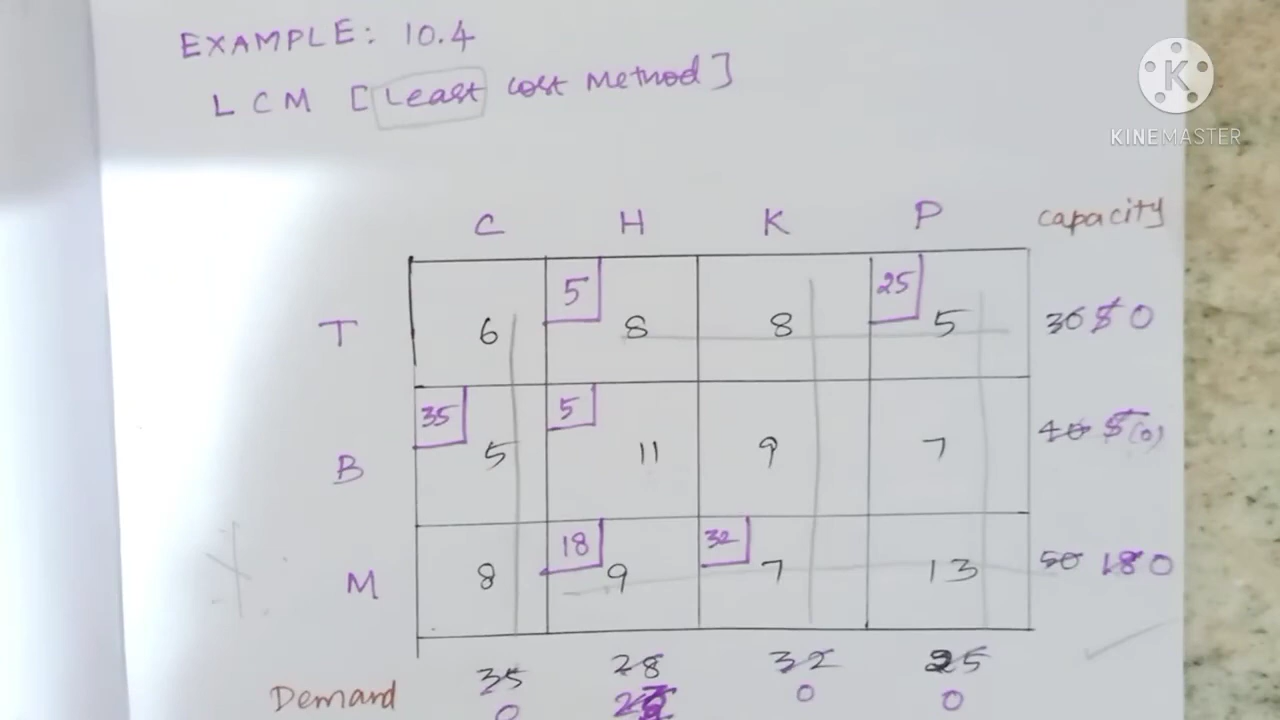 EXAMPLE: 10.4
LCM [Least cost Method]
KINEMASTER
C H K P capacity
5 25
T 6 8 8 5 30 5 0
35 5
B 5 11 9 7 40 5 (0)
18 32
M 8 9 7 13 50 18 0
35 28 32 25
Demand 0 0 0